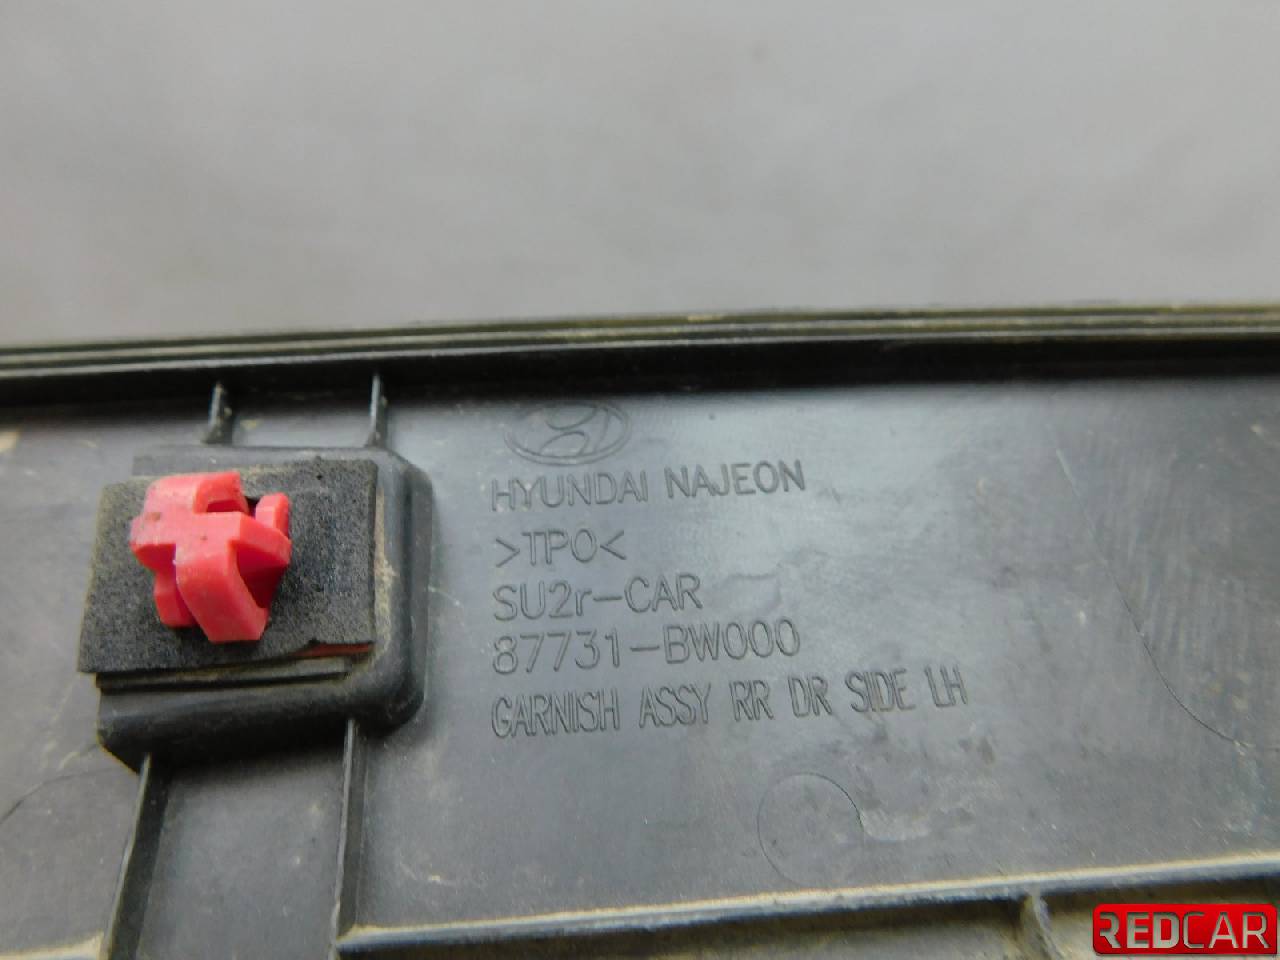 HYUNDAI NAJEON
>TPO<
SU2r-CAR
87731-BW000
GARNISH ASSY RR DR SIDE LH
REDCAR